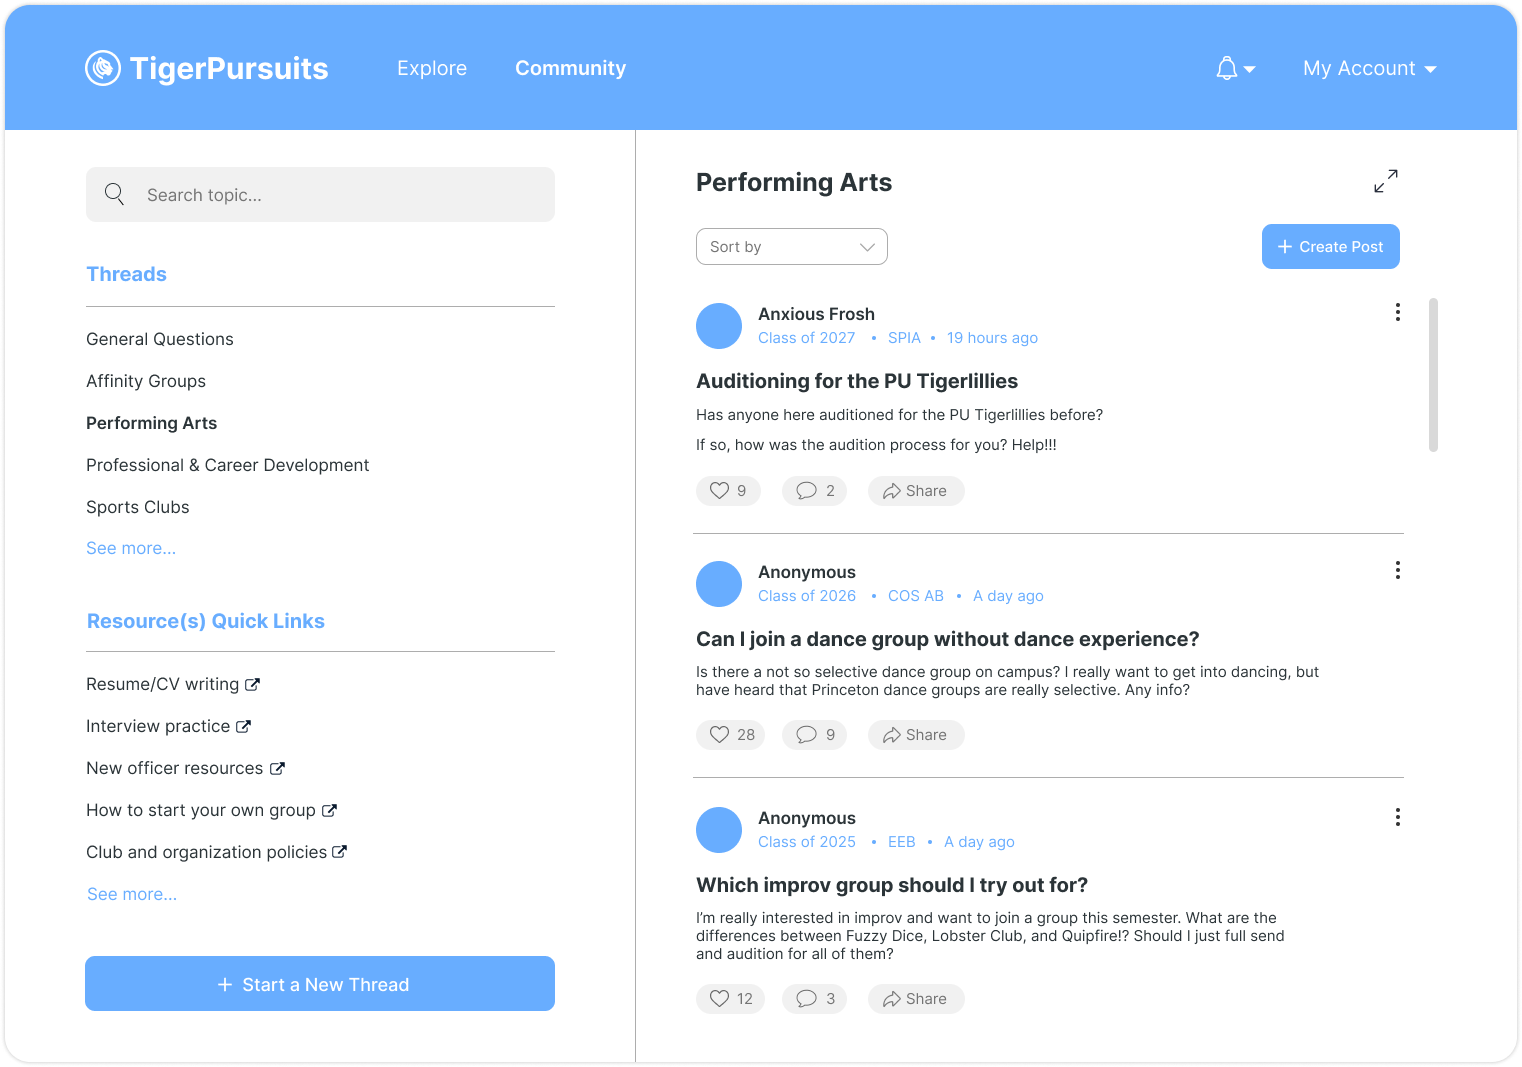 TigerPursuits
Explore
Community
My Account
Search topic...
Threads
General Questions
Affinity Groups
Performing Arts
Professional & Career Development
Sports Clubs
See more...
Resource(s) Quick Links
Resume/CV writing
Interview practice
New officer resources
How to start your own group
Club and organization policies
See more...
+ Start a New Thread
Performing Arts
Sort by
+ Create Post
Anxious Frosh
Class of 2027 • SPIA • 19 hours ago
Auditioning for the PU Tigerlillies
Has anyone here auditioned for the PU Tigerlillies before?
If so, how was the audition process for you? Help!!!
9
2
Share
Anonymous
Class of 2026 • COS AB • A day ago
Can I join a dance group without dance experience?
Is there a not so selective dance group on campus? I really want to get into dancing, but
have heard that Princeton dance groups are really selective. Any info?
28
9
Share
Anonymous
Class of 2025 • EEB • A day ago
Which improv group should I try out for?
I’m really interested in improv and want to join a group this semester. What are the
differences between Fuzzy Dice, Lobster Club, and Quipfire!? Should I just full send
and audition for all of them?
12
3
Share